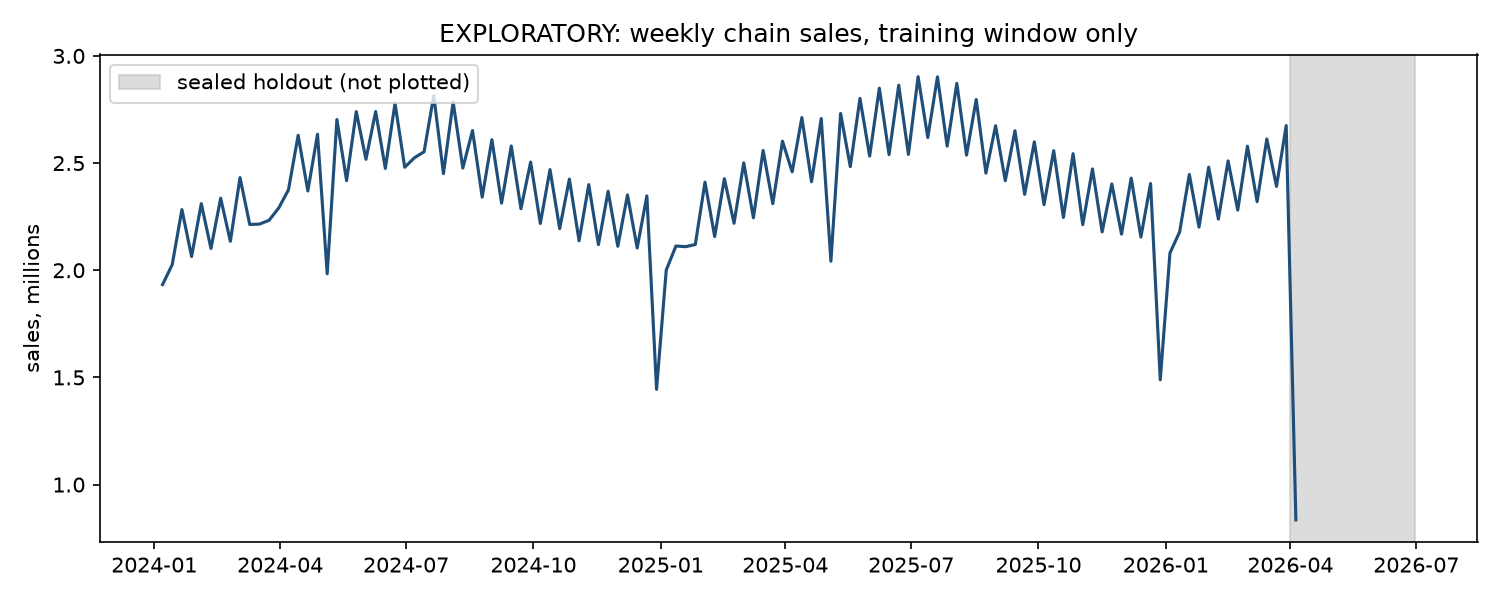 EXPLORATORY: weekly chain sales, training window only
sealed holdout (not plotted)
sales, millions
3.0
2.5
2.0
1.5
1.0
2024-01 2024-04 2024-07 2024-10 2025-01 2025-04 2025-07 2025-10 2026-01 2026-04 2026-07